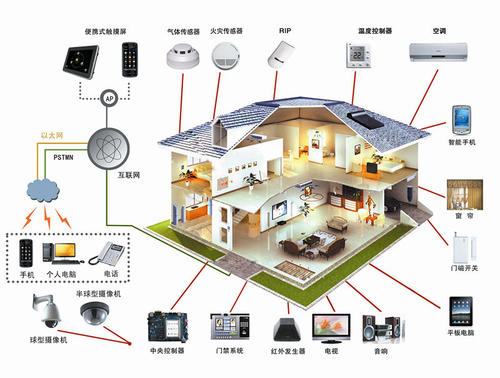 便携式触摸屏
气体传感器
火灾传感器
RIP
温度控制器
空调
AP
以太网
PSTMN
互联网
智能手机
窗 帘
门磁开关
平板电脑
手机
个人电脑
电话
半球型摄像机
球型摄像机
中央控制器
门禁系统
红外发生器
电视
音响